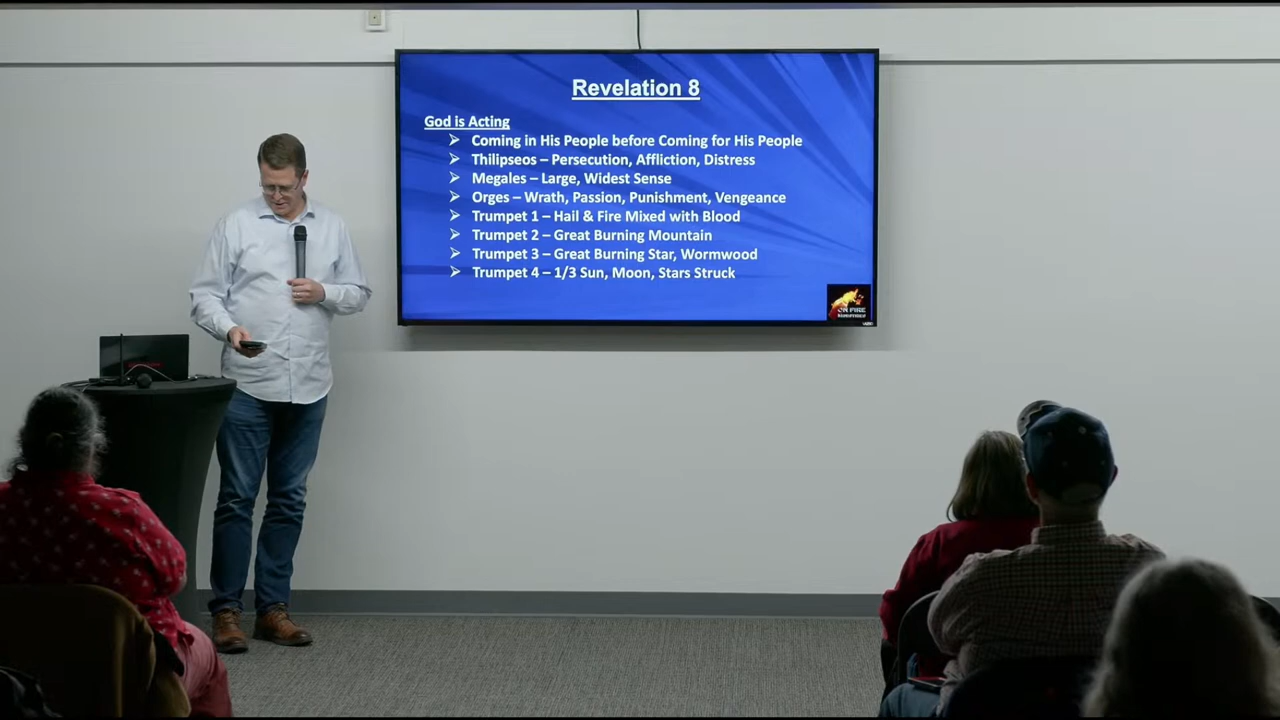 Revelation 8
God is Acting
➢ Coming in His People before Coming for His People
➢ Thilipseos – Persecution, Affliction, Distress
➢ Megales – Large, Widest Sense
➢ Orges – Wrath, Passion, Punishment, Vengeance
➢ Trumpet 1 – Hail & Fire Mixed with Blood
➢ Trumpet 2 – Great Burning Mountain
➢ Trumpet 3 – Great Burning Star, Wormwood
➢ Trumpet 4 – 1/3 Sun, Moon, Stars Struck
ON FIRE
MINISTRIES